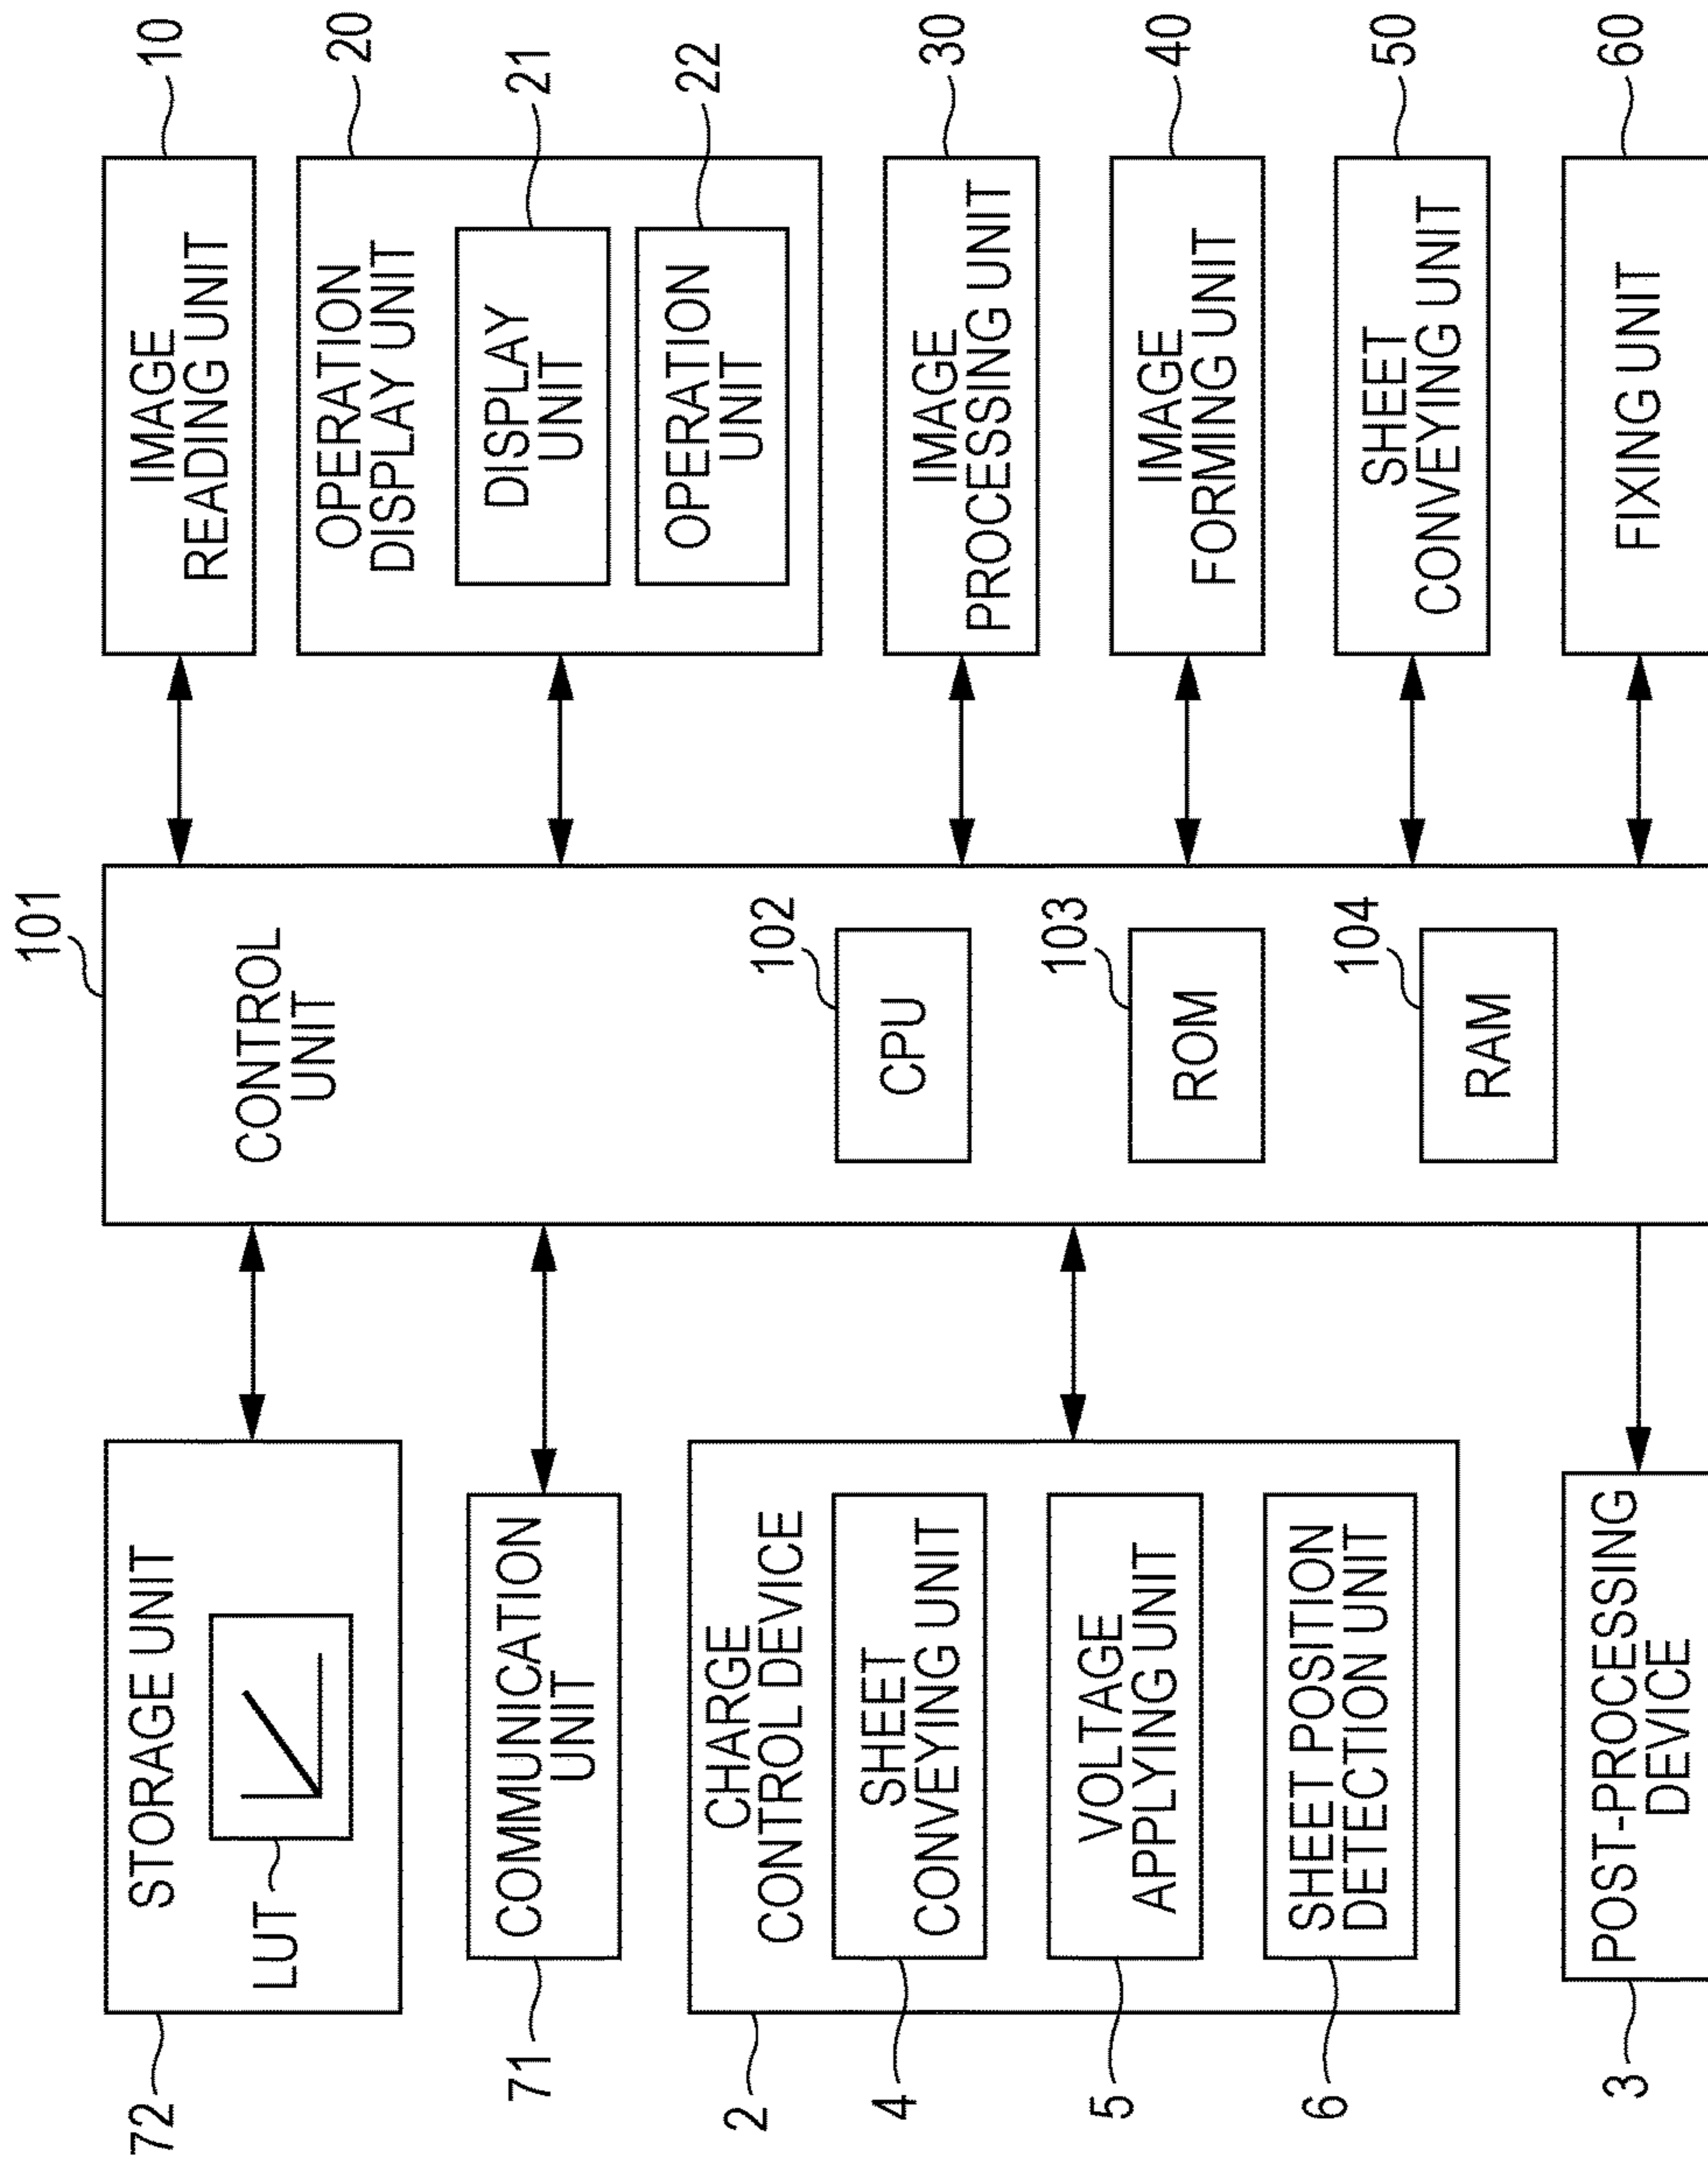 101
72
STORAGE UNIT
LUT
CONTROL
UNIT
IMAGE
READING UNIT
10
OPERATION
DISPLAY UNIT
20
DISPLAY
UNIT
21
OPERATION
UNIT
22
71
COMMUNICATION
UNIT
2
CHARGE
CONTROL DEVICE
4
SHEET
CONVEYING UNIT
5
VOLTAGE
APPLYING UNIT
6
SHEET POSITION
DETECTION UNIT
3
POST-PROCESSING
DEVICE
102
CPU
103
ROM
104
RAM
IMAGE
PROCESSING UNIT
30
IMAGE
FORMING UNIT
40
SHEET
CONVEYING UNIT
50
FIXING UNIT
60